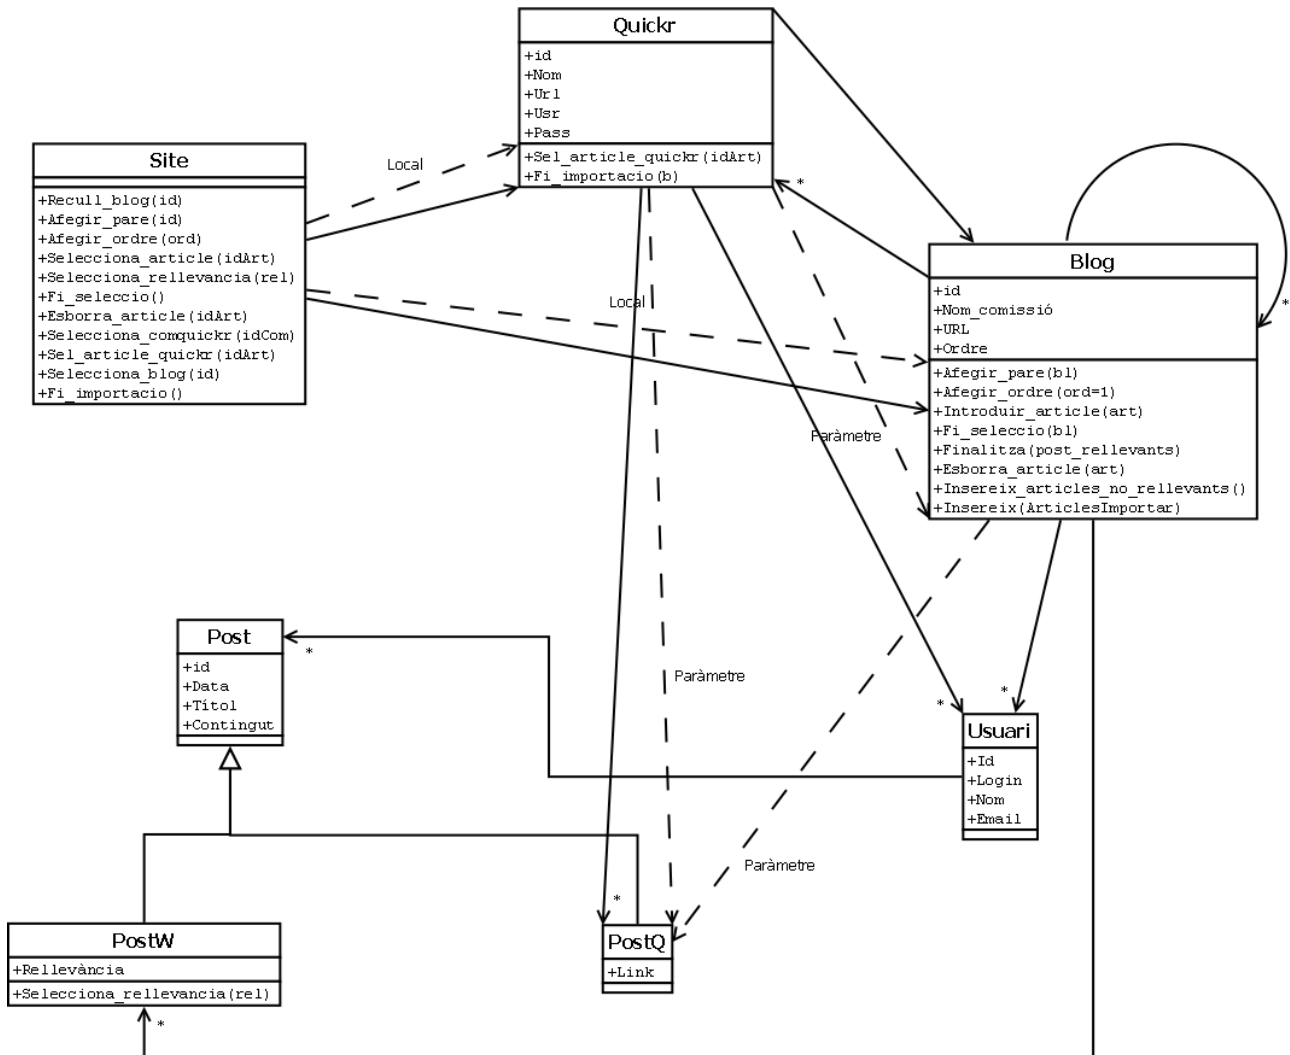 Quickr
+id
+Nom
+Url
+Usr
+Pass
+Sel_article_quickr(idArt)
+Fi_importacio(b)
Site
+Recull_blog(id)
+Afegir_pare(id)
+Afegir_ordre(ord)
+Selecciona_article(idArt)
+Selecciona_rellevancia(rel)
+Fi_seleccio()
+Esborra_article(idArt)
+Selecciona_comquickr(idCom)
+Sel_article_quickr(idArt)
+Selecciona_blog(id)
+Fi_importacio()
Local
Local
*
Blog
+id
+Nom_comissió
+URL
+Ordre
+Afegir_pare(bl)
+Afegir_ordre(ord=1)
+Introduir_article(art)
+Fi_seleccio(bl)
+Finalitza(post_rellevants)
+Esborra_article(art)
+Insereix_articles_no_rellevants()
+Insereix(ArticlesImportar)
*
Paràmetre
Post
+id
+Data
+Títol
+Contingut
*
Paràmetre
*
*
Usuari
+Id
+Login
+Nom
+Email
Paràmetre
*
PostW
+Rellevància
+Selecciona_rellevancia(rel)
*
PostQ
+Link